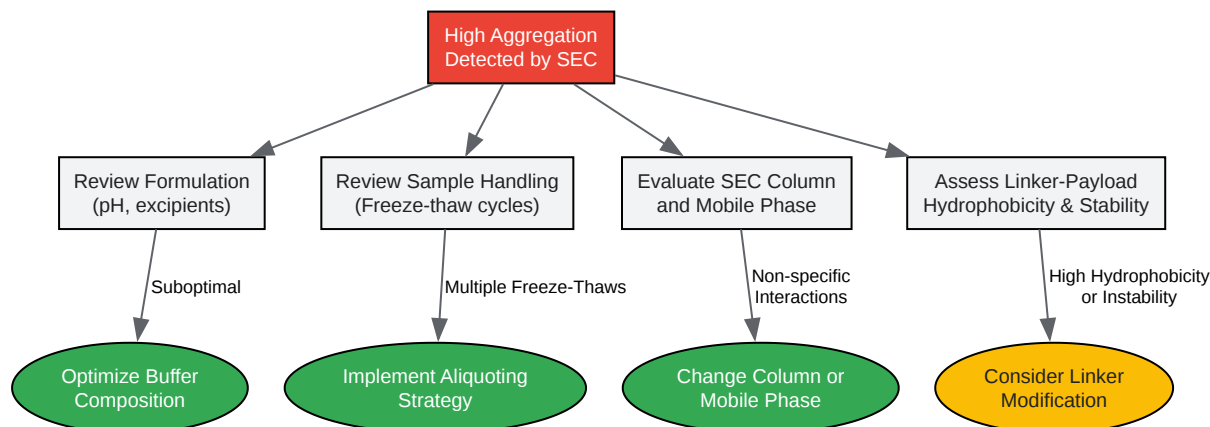 High Aggregation
Detected by SEC
Review Formulation
(pH, excipients)
Review Sample Handling
(Freeze-thaw cycles)
Evaluate SEC Column
and Mobile Phase
Assess Linker-Payload
Hydrophobicity & Stability
Suboptimal
Multiple Freeze-Thaws
Non-specific
Interactions
High Hydrophobicity
or Instability
Optimize Buffer
Composition
Implement Aliquoting
Strategy
Change Column or
Mobile Phase
Consider Linker
Modification